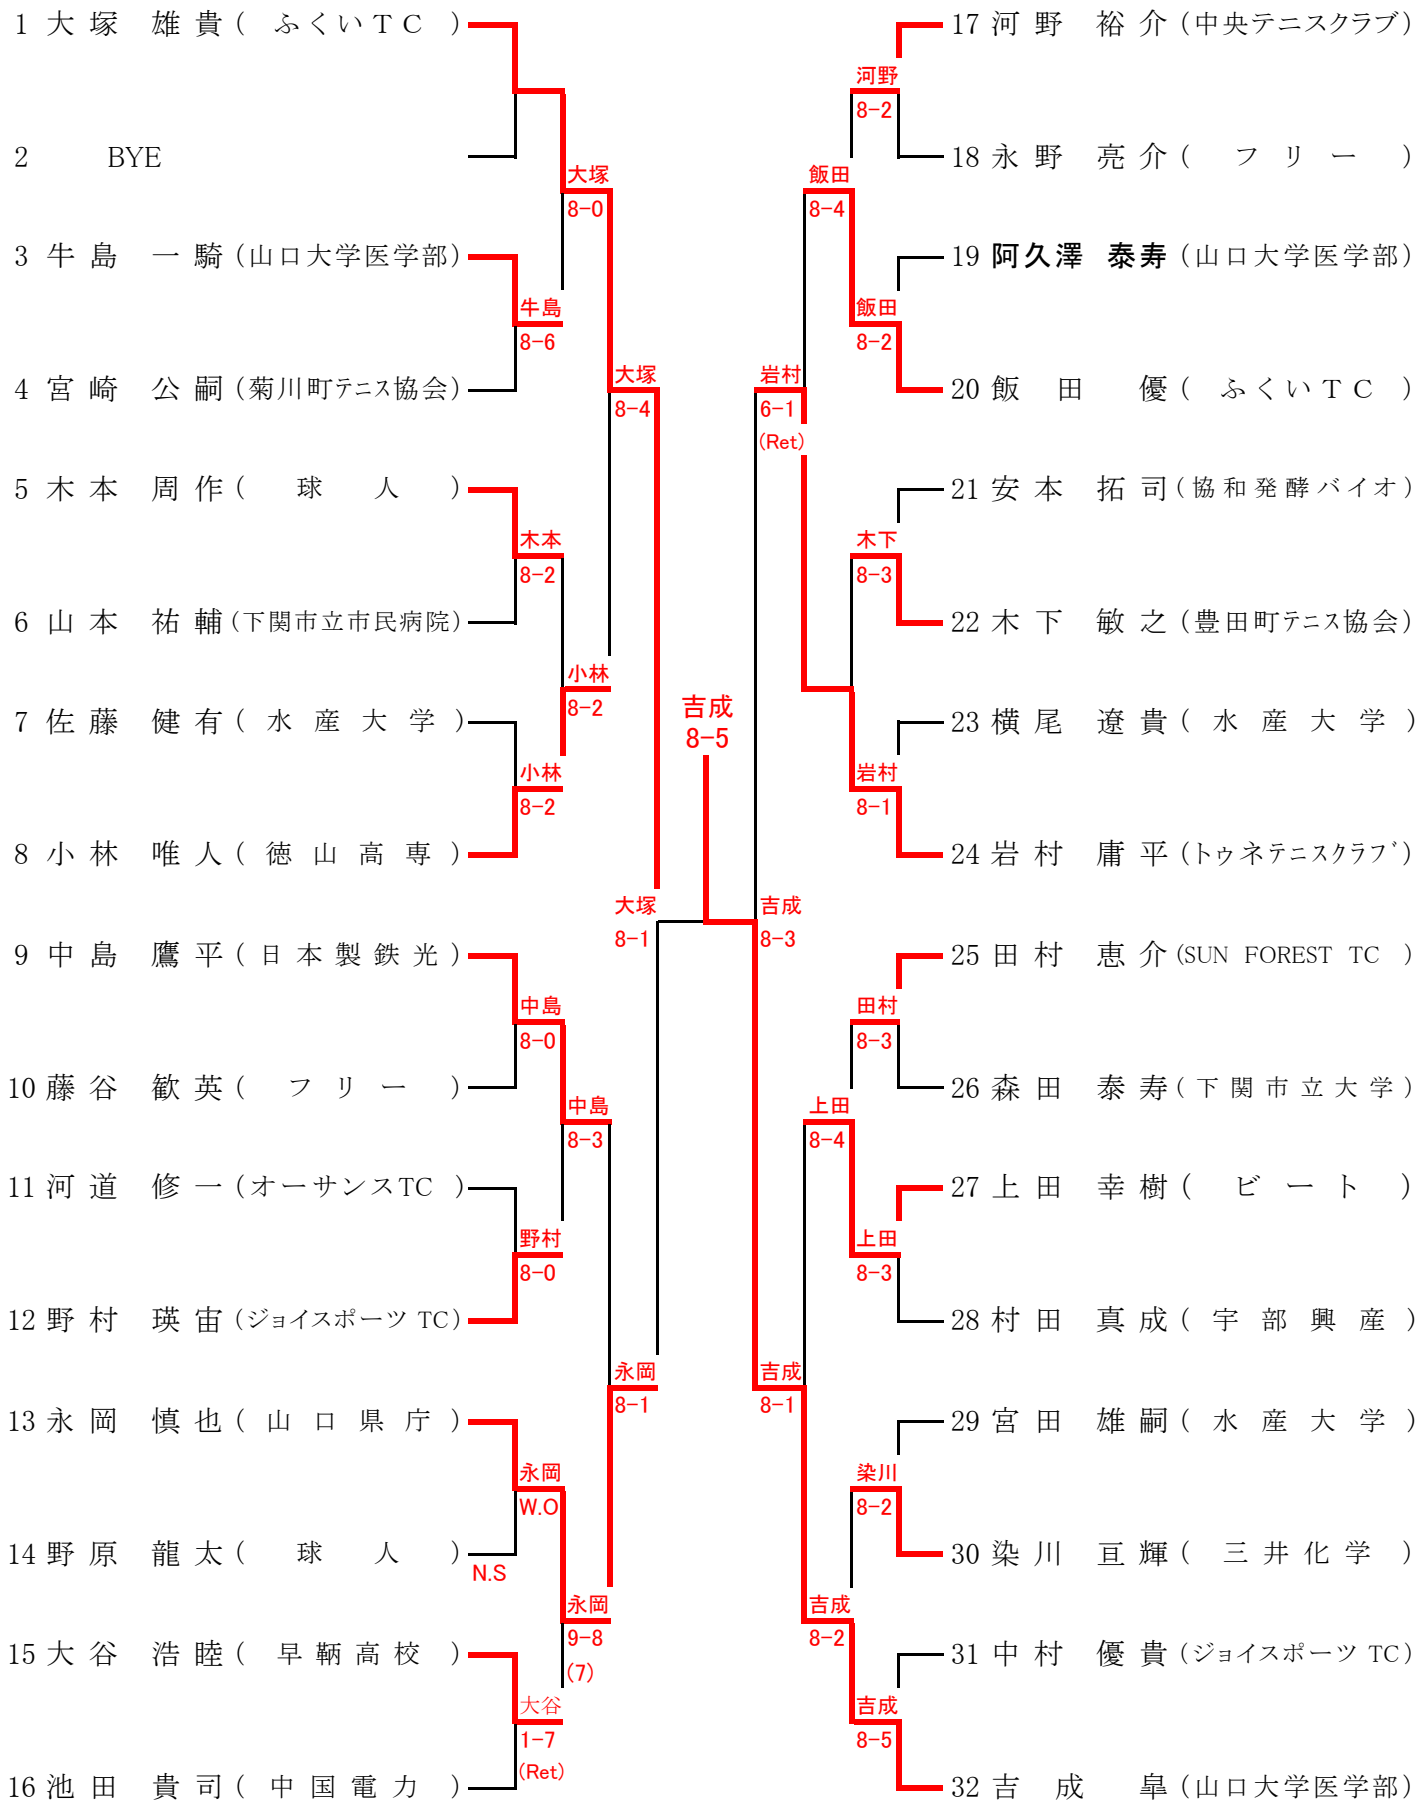 1 大塚 雄貴 ( ふくいTC )
2 BYE
大塚
8-0
3 牛島 一騎 (山口大学医学部)
牛島
8-6
4 宮崎 公嗣 (菊川町テニス協会)
大塚
8-4
5 木本 周作 ( 球人 )
木本
8-2
6 山本 祐輔 (下関市立市民病院)
小林
8-2
7 佐藤 健有 ( 水産大学 )
小林
8-2
8 小林 唯人 ( 徳山高専 )
大塚
8-1
9 中島 鷹平 ( 日本製鉄光 )
中島
8-0
10 藤谷 歓英 ( フリー )
中島
8-3
11 河道 修一 (オーサンスTC )
野村
8-0
12 野村 瑛宙 (ジョイスポーツ TC)
永岡
8-1
13 永岡 慎也 ( 山口県庁 )
永岡
W.O
14 野原 龍太 ( 球人 )
N.S
永岡
9-8
(7)
15 大谷 浩睦 ( 早鞆高校 )
大谷
1-7
(Ret)
16 池田 貴司 ( 中国電力 )
吉成
8-5
17 河野 裕介 (中央テニスクラブ)
河野
8-2
18 永野 亮介 ( フリー )
飯田
8-4
19 阿久澤 泰寿 (山口大学医学部)
飯田
8-2
20 飯田 優 ( ふくいTC )
岩村
6-1
(Ret)
21 安本 拓司 (協和発酵バイオ)
木下
8-3
22 木下 敏之 (豊田町テニス協会)
23 横尾 遼貴 ( 水産大学 )
岩村
8-1
24 岩村 庸平 (トゥネテニスクラブ)
吉成
8-3
25 田村 恵介 (SUN FOREST TC )
田村
8-3
26 森田 泰寿 ( 下関市立大学 )
上田
8-4
27 上田 幸樹 ( ビート )
上田
8-3
28 村田 真成 ( 宇部興産 )
吉成
8-1
29 宮田 雄嗣 ( 水産大学 )
染川
8-2
30 染川 亘輝 ( 三井化学 )
吉成
8-2
31 中村 優貴 (ジョイスポーツ TC)
吉成
8-5
32 吉成 皐 (山口大学医学部)